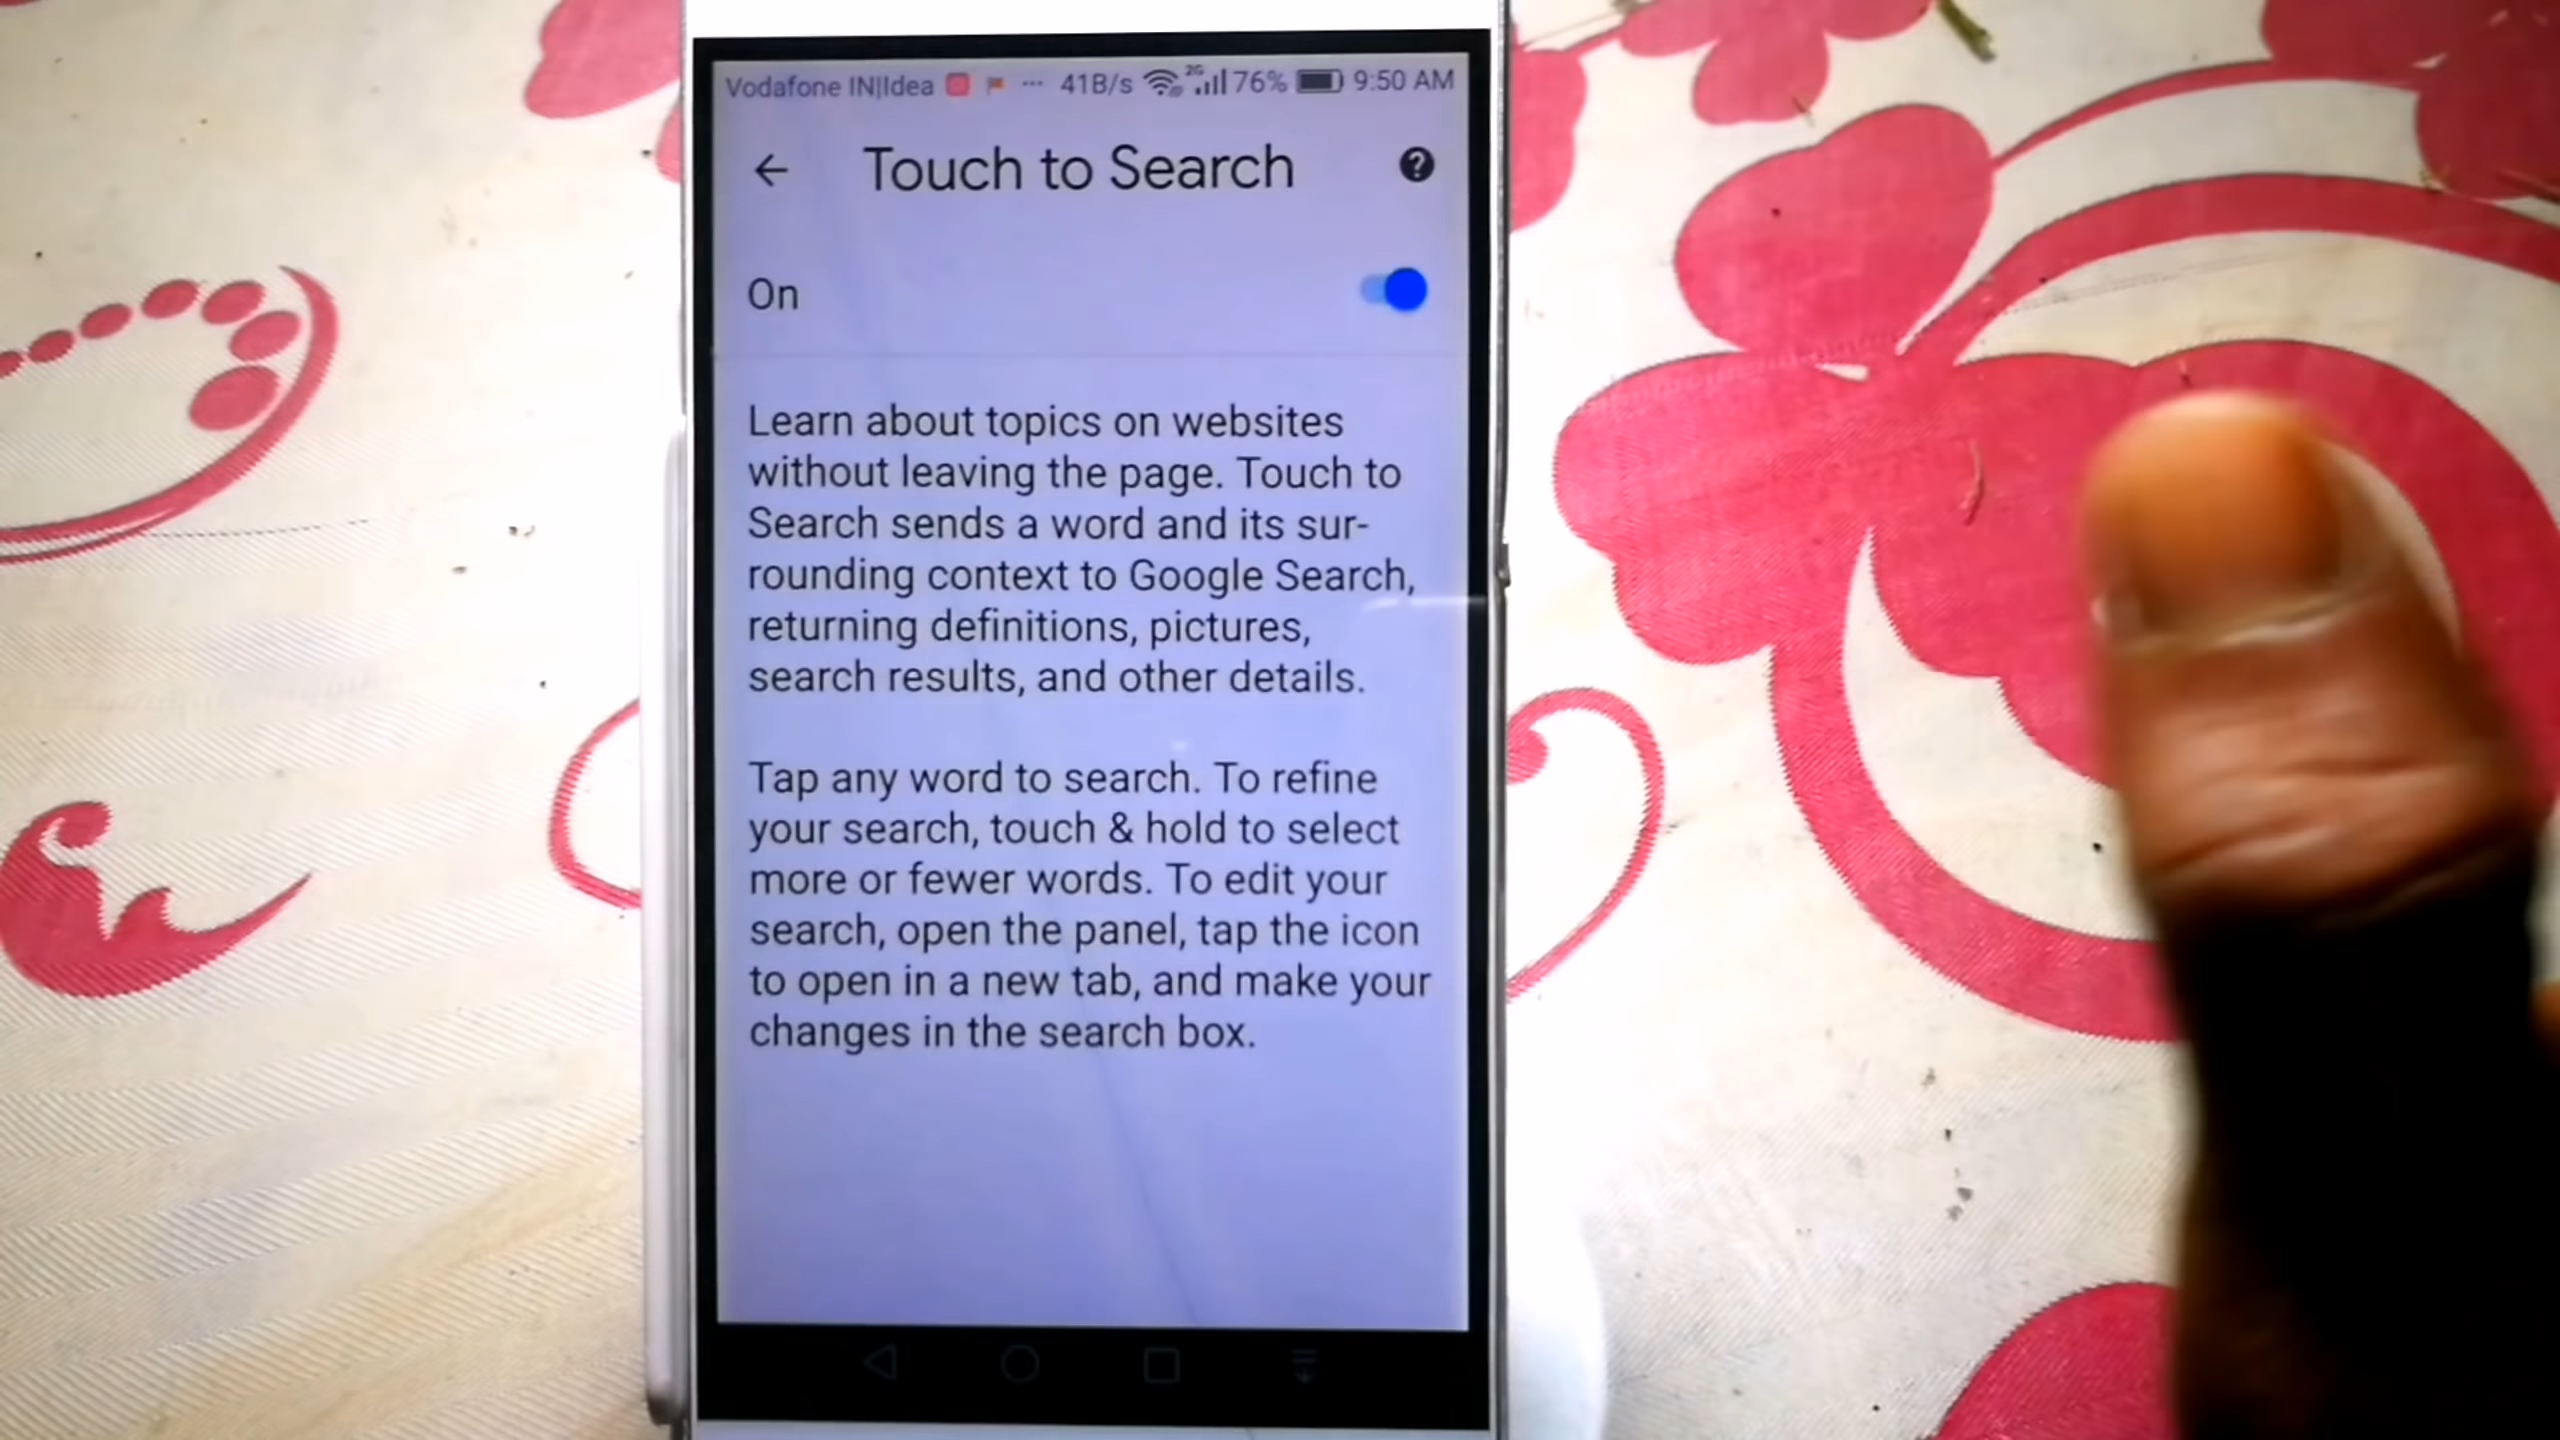 Vodafone IN|Idea ... 41B/s 2G 76% 9:50 AM
Touch to Search
On
Learn about topics on websites
without leaving the page. Touch to
Search sends a word and its sur-
rounding context to Google Search,
returning definitions, pictures,
search results, and other details.
Tap any word to search. To refine
your search, touch & hold to select
more or fewer words. To edit your
search, open the panel, tap the icon
to open in a new tab, and make your
changes in the search box.